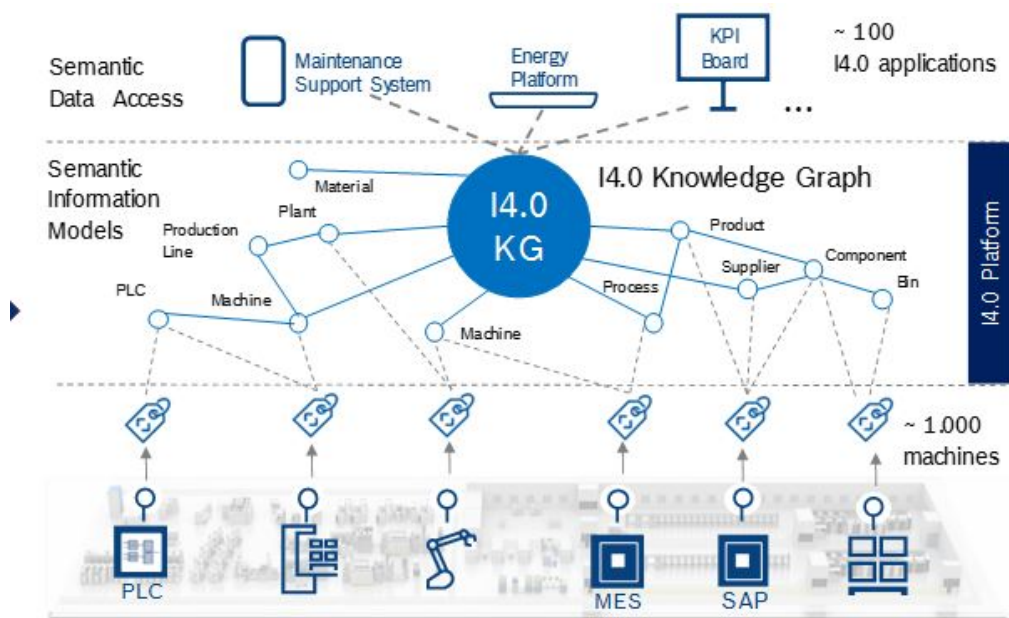 Semantic
Data Access
Maintenance
Support System
Energy
Platform
KPI
Board
~ 100
I4.0 applications
...
Semantic
Information
Models
I4.0 Knowledge Graph
I4.0
KG
Material
Plant
Production
Line
PLC
Machine
Machine
Process
Product
Supplier
Component
Bin
I4.0 Platform
~ 1.000
machines
PLC
MES
SAP